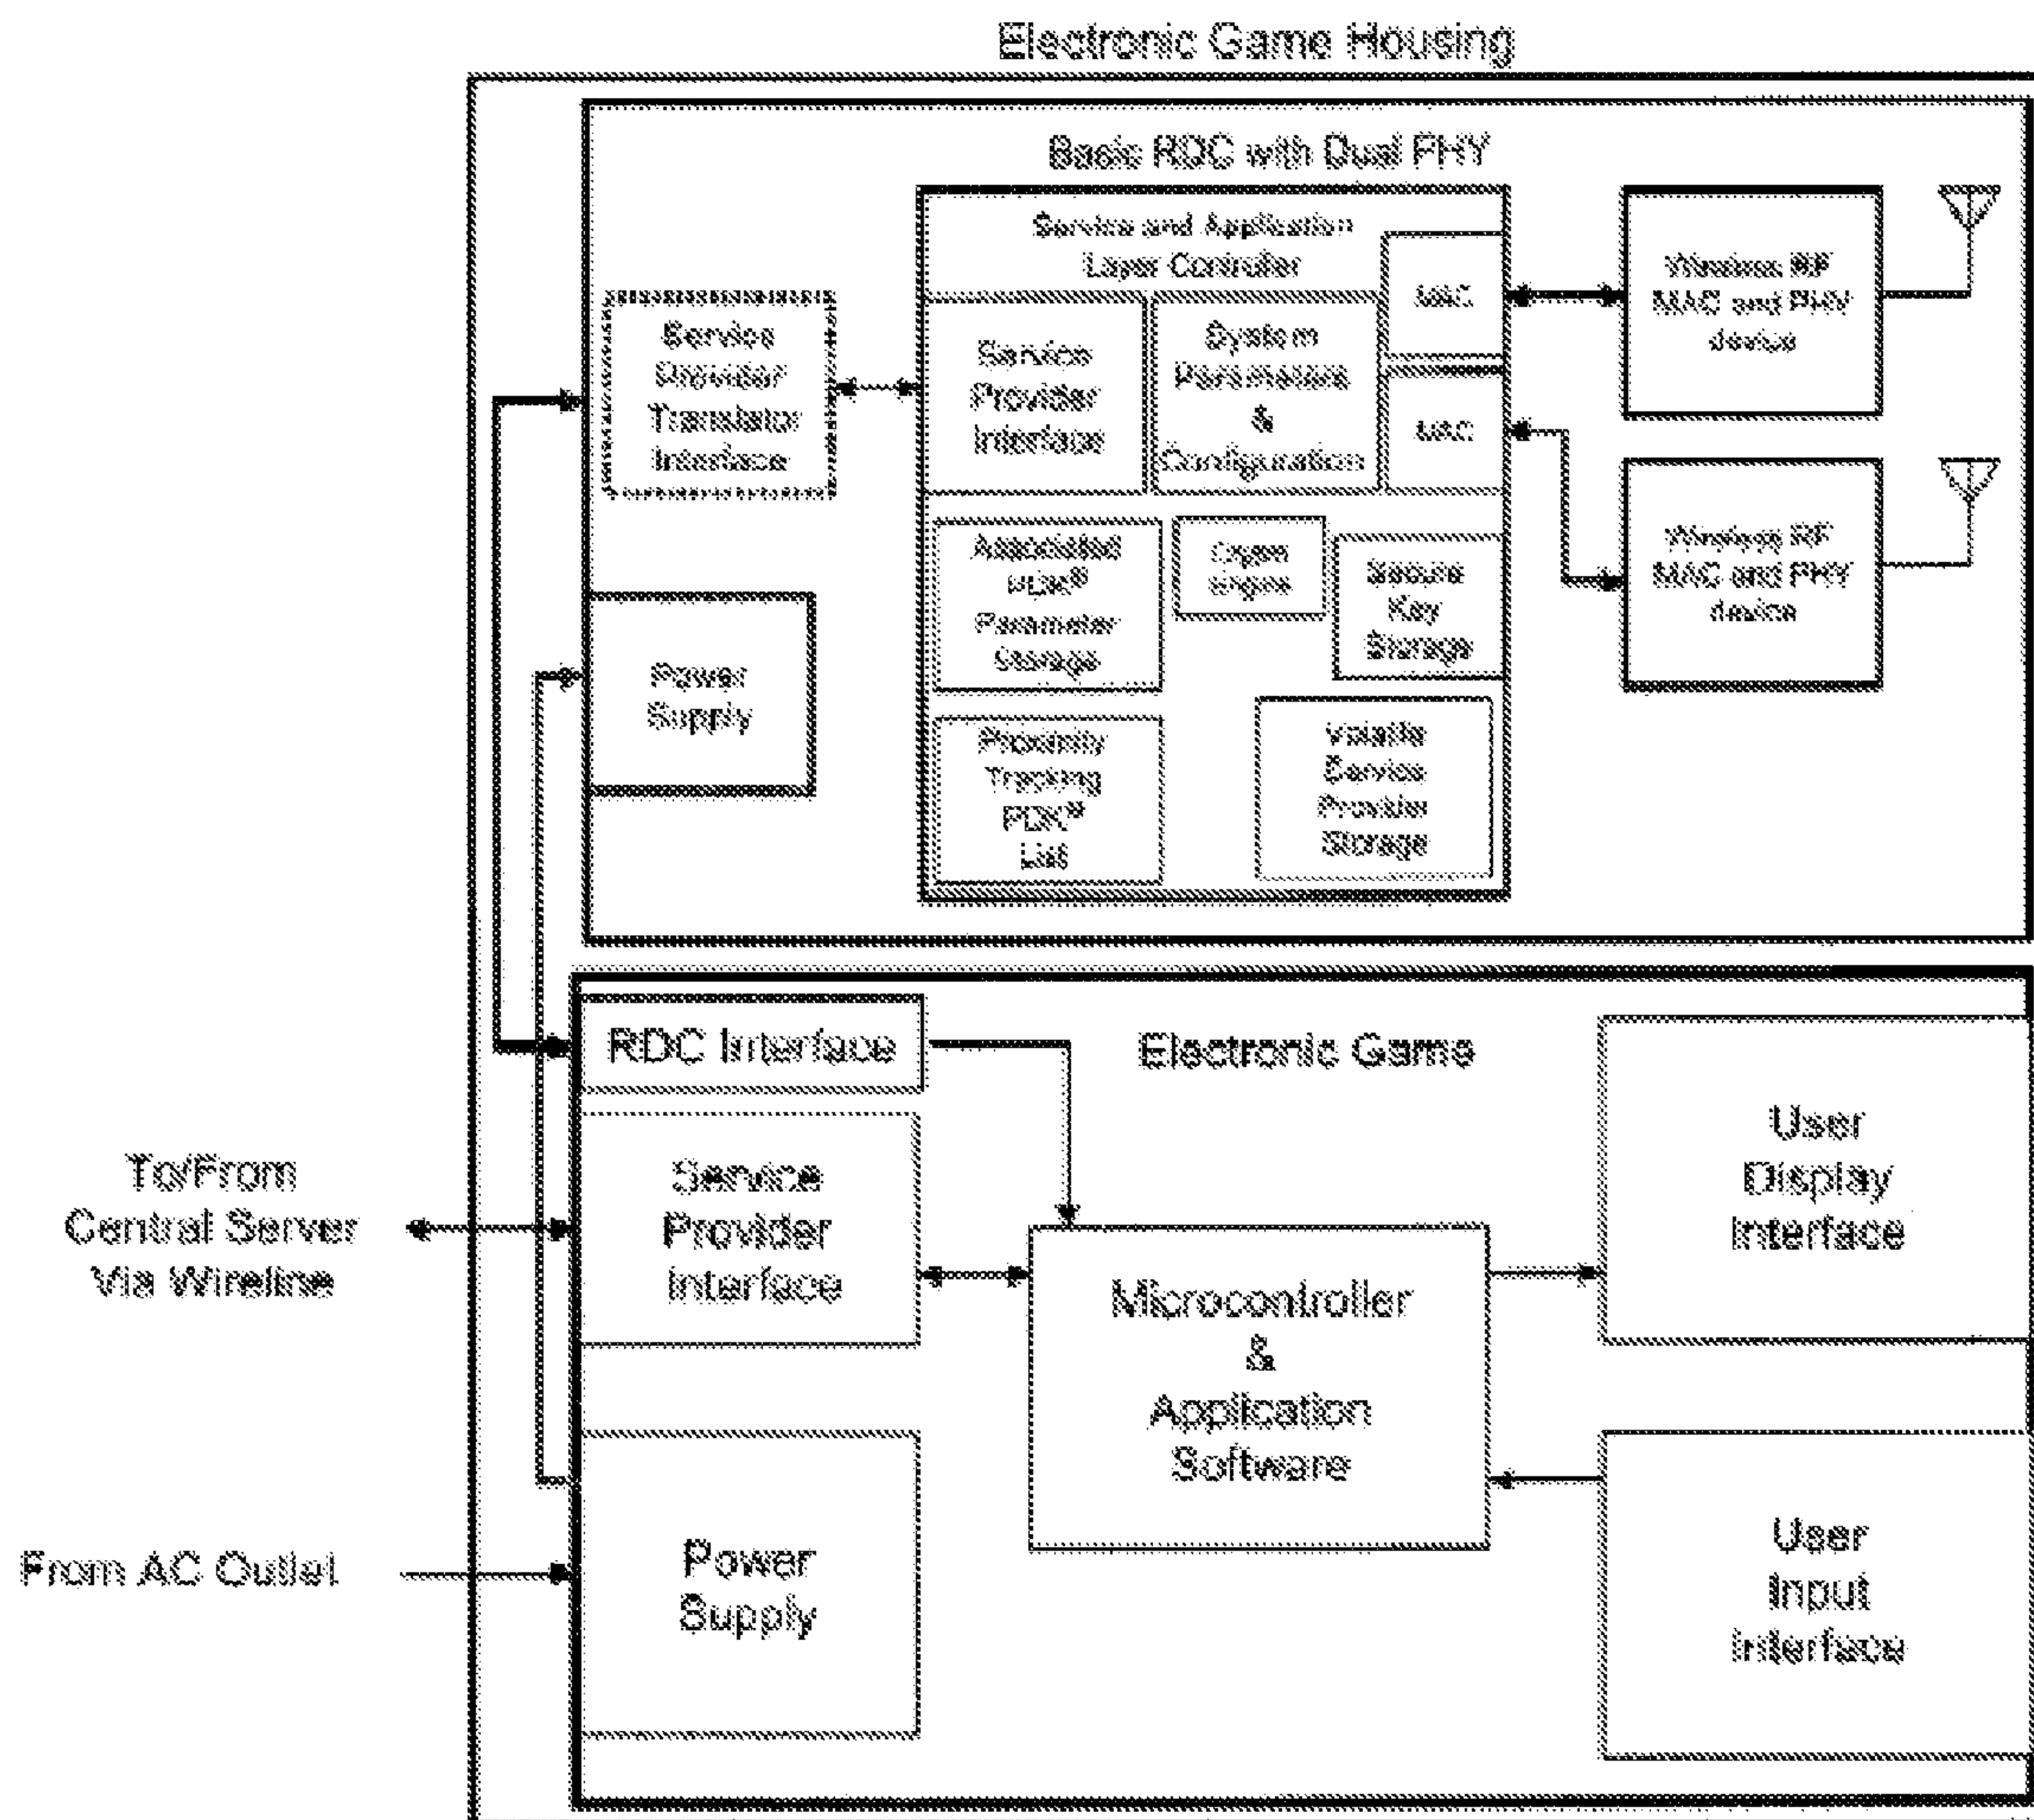 Electronic Game Housing
Basic RDC with Dual PHY
Service and Application
Layer Controller
MAC
MAC
Wireless RF
MAC and PHY
device
Wireless RF
MAC and PHY
device
Service
Provider
Translator
Interface
Service
Provider
Interface
System
Parameters
&
Configuration
Associated
PDK®
Parameter
Storage
Crypto
engine
Secure
Key
Storage
Power
Supply
Proximity
Tracking
PDK®
List
Volatile
Service
Provider
Storage
RDC Interface
Electronic Game
User
Display
Interface
To/From
Central Server
Via Wireline
Service
Provider
Interface
Microcontroller
&
Application
Software
From AC Outlet
Power
Supply
User
Input
Interface